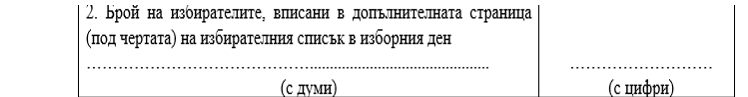 2. Брой на избирателите, вписани в допълнителната страница
(под чертата) на избирателния списък в изборния ден
…………………………………........................................................ ………………………
(с думи) (с цифри)